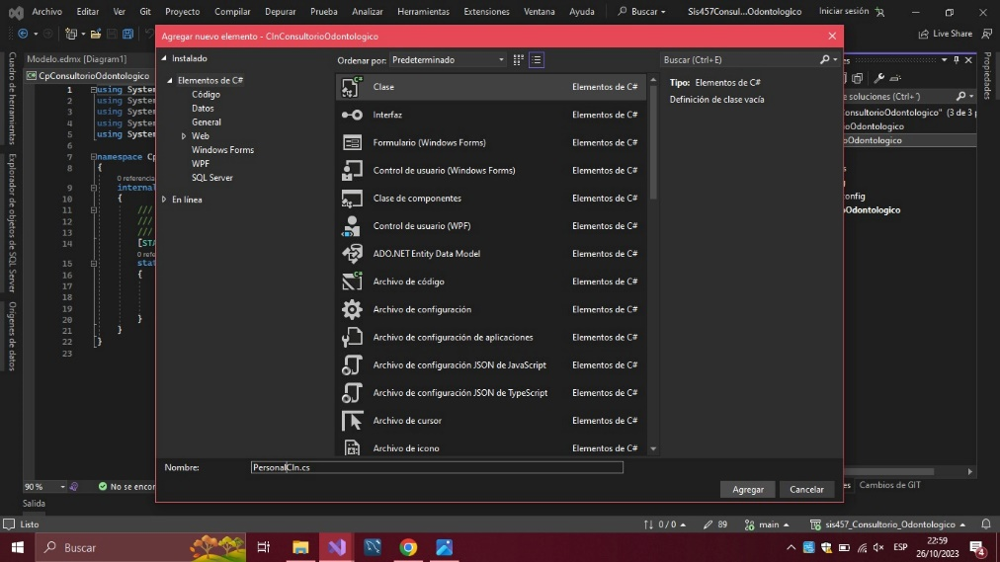 Archivo Editar Ver Git Proyecto Compilar Depurar Prueba Analizar Herramientas Extensiones Ventana Ayuda Buscar Sis457Consul...Odontologico Iniciar sesión
Live Share
Agregar nuevo elemento - ClnConsultorioOdontologico
Modelo.edmx [Diagram1]
CpConsultorioOdontologico
Cuadro de herramientas
Explorador de objetos de SQL Server
Orígenes de datos
1 using System
2 using System
3 using System
4 using System
5 using System
6
7 namespace Cp
8 {
0 referencia
9 internal
10 {
11 ///
12 ///
13 ///
14 [STA
0 refe
15 stat
16 {
17
18
19
20 }
21 }
22 }
23
Instalado
Elementos de C#
Código
Datos
General
Web
Windows Forms
WPF
SQL Server
En línea
Ordenar por: Predeterminado
Clase Elementos de C#
Interfaz Elementos de C#
Formulario (Windows Forms) Elementos de C#
Control de usuario (Windows Forms) Elementos de C#
Clase de componentes Elementos de C#
Control de usuario (WPF) Elementos de C#
ADO.NET Entity Data Model Elementos de C#
Archivo de código Elementos de C#
Archivo de configuración Elementos de C#
Archivo de configuración de aplicaciones Elementos de C#
Archivo de configuración JSON de JavaScript Elementos de C#
Archivo de configuración JSON de TypeScript Elementos de C#
Archivo de cursor Elementos de C#
Archivo de icono Elementos de C#
Buscar (Ctrl+E)
Tipo: Elementos de C#
Definición de clase vacía
Nombre: PersonalCln.cs
Agregar Cancelar
es
Propiedades
e soluciones (Ctrl+´)
onsultorioOdontologico" (3 de 3 p
oOdontologico
oOdontologico
s
onfig
oOdontologico
es Cambios de GIT
90 % No se encon
Salida
Listo 0 / 0 89 main sis457_Consultorio_Odontologico
Buscar ESP 22:59
26/10/2023 4